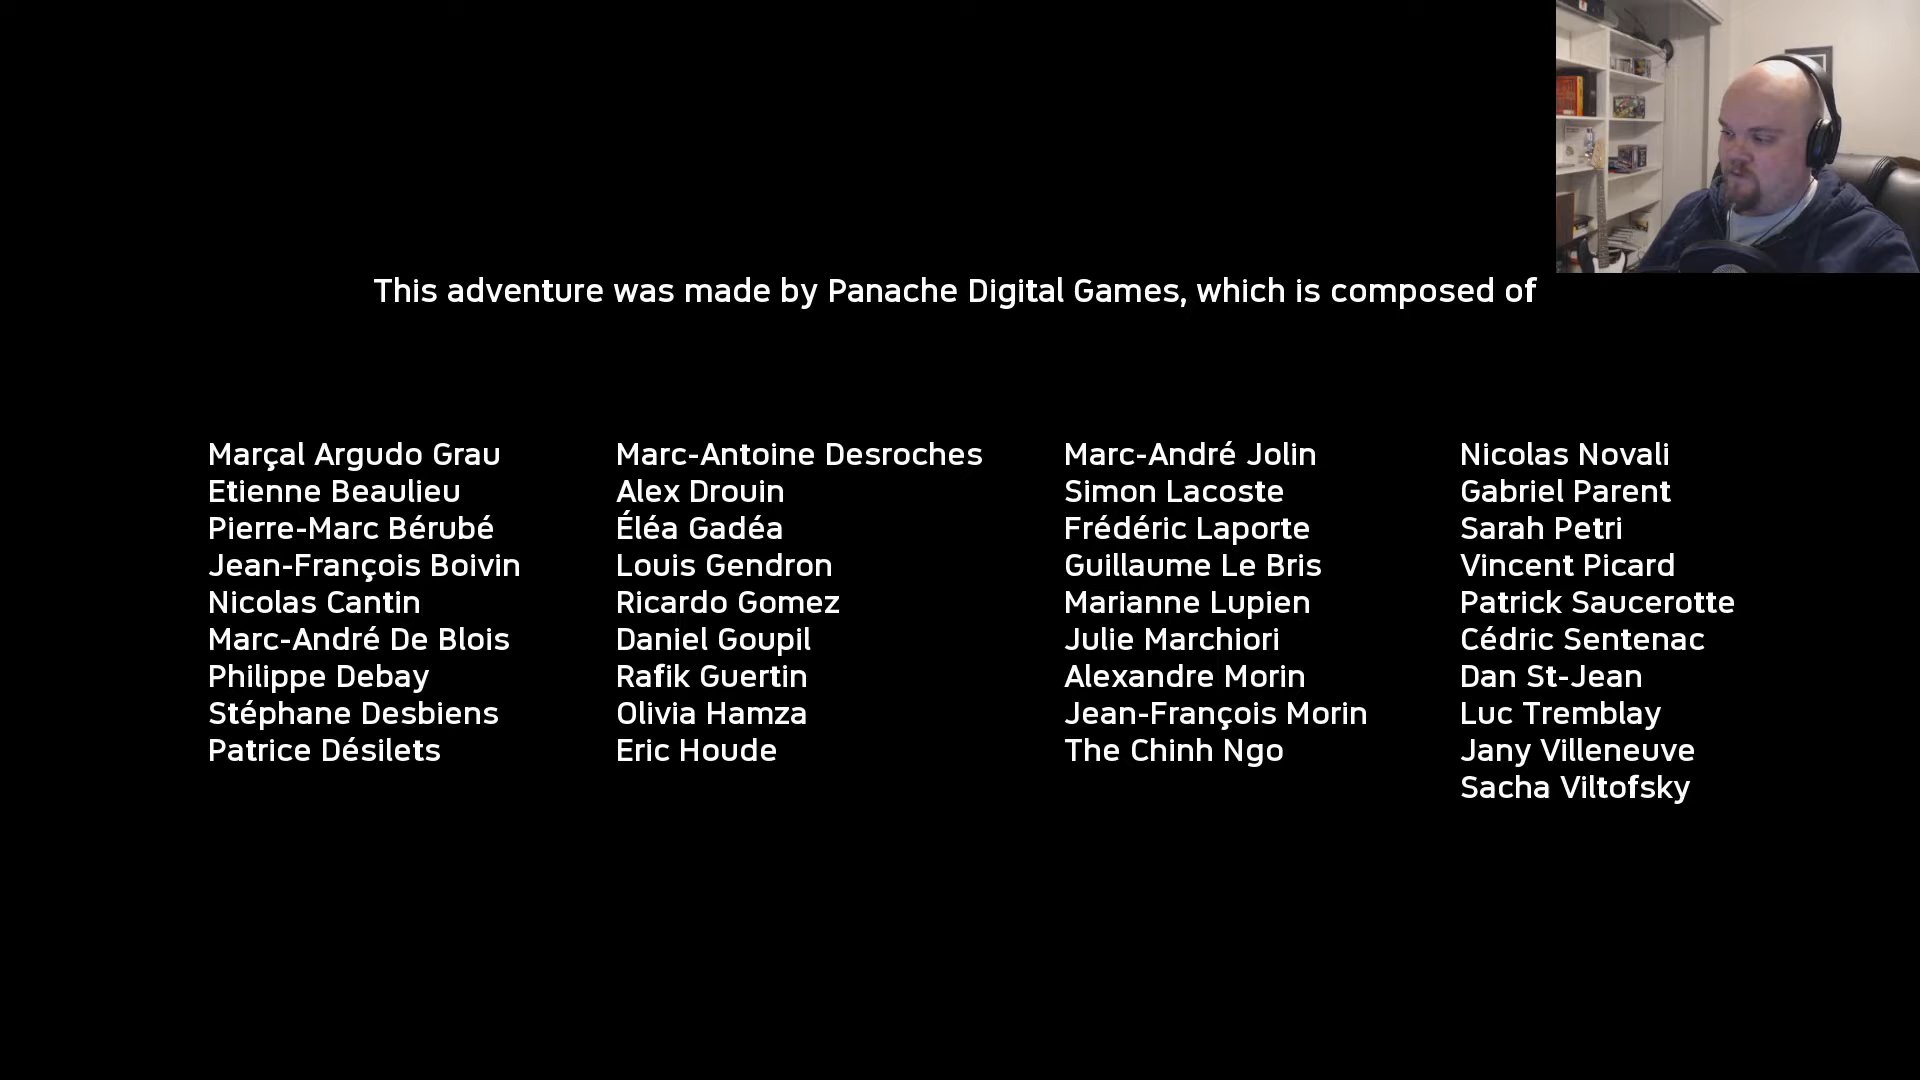 This adventure was made by Panache Digital Games, which is composed of
Marçal Argudo Grau
Etienne Beaulieu
Pierre-Marc Bérubé
Jean-François Boivin
Nicolas Cantin
Marc-André De Blois
Philippe Debay
Stéphane Desbiens
Patrice Désilets
Marc-Antoine Desroches
Alex Drouin
Éléa Gadéa
Louis Gendron
Ricardo Gomez
Daniel Goupil
Rafik Guertin
Olivia Hamza
Eric Houde
Marc-André Jolin
Simon Lacoste
Frédéric Laporte
Guillaume Le Bris
Marianne Lupien
Julie Marchiori
Alexandre Morin
Jean-François Morin
The Chinh Ngo
Nicolas Novali
Gabriel Parent
Sarah Petri
Vincent Picard
Patrick Saucerotte
Cédric Sentenac
Dan St-Jean
Luc Tremblay
Jany Villeneuve
Sacha Viltofsky